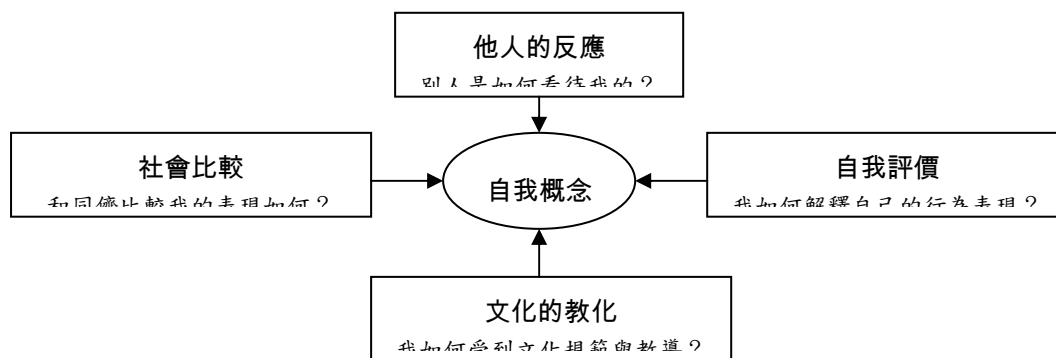 他人的反應
別人是如何看待我的？
社會比較
和同儕比較我的表現如何？
自我概念
自我評價
我如何解釋自己的行為表現？
文化的教化
我如何受到文化規範與教導？